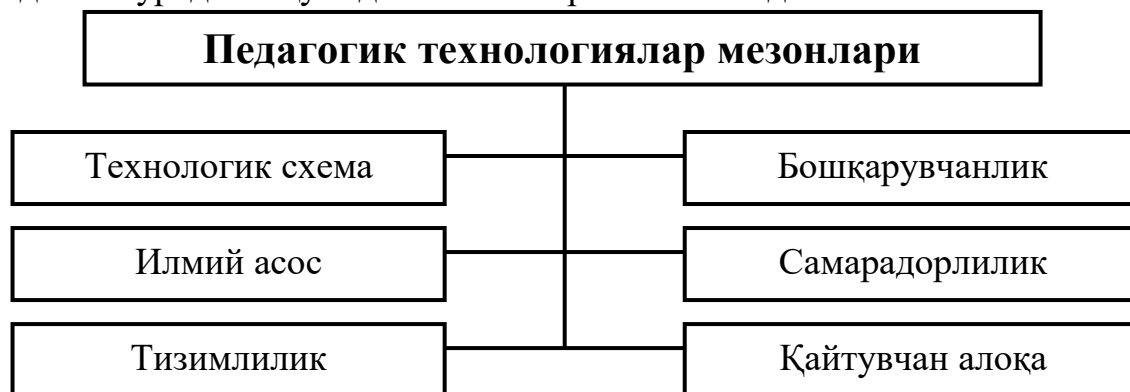 Педагогик технологиялар мезонлари
Технологик схема
Бошқарувчанлик
Илмий асос
Самарадорлилик
Тизимлилик
Қайтувчан алоқа